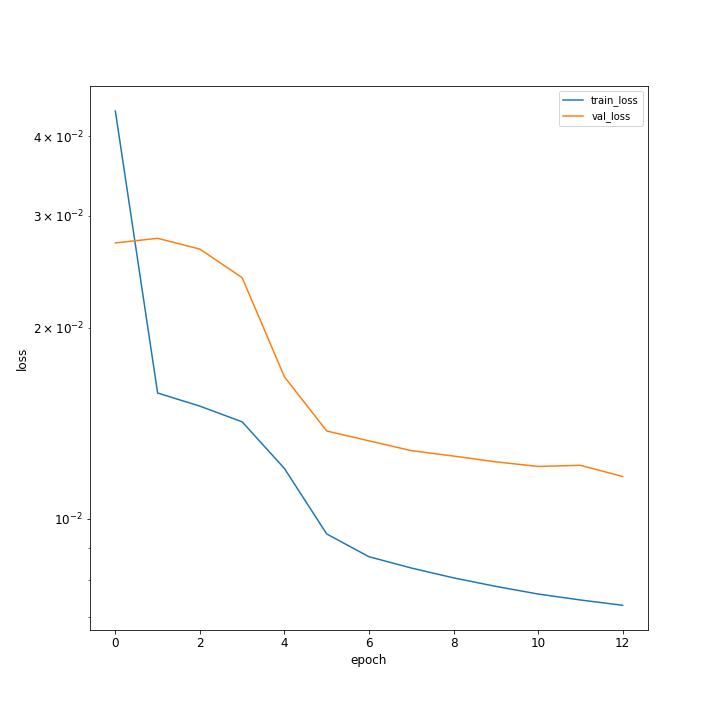 train_loss
val_loss
4 × 10⁻²
3 × 10⁻²
2 × 10⁻²
10⁻²
loss
0 2 4 6 8 10 12
epoch